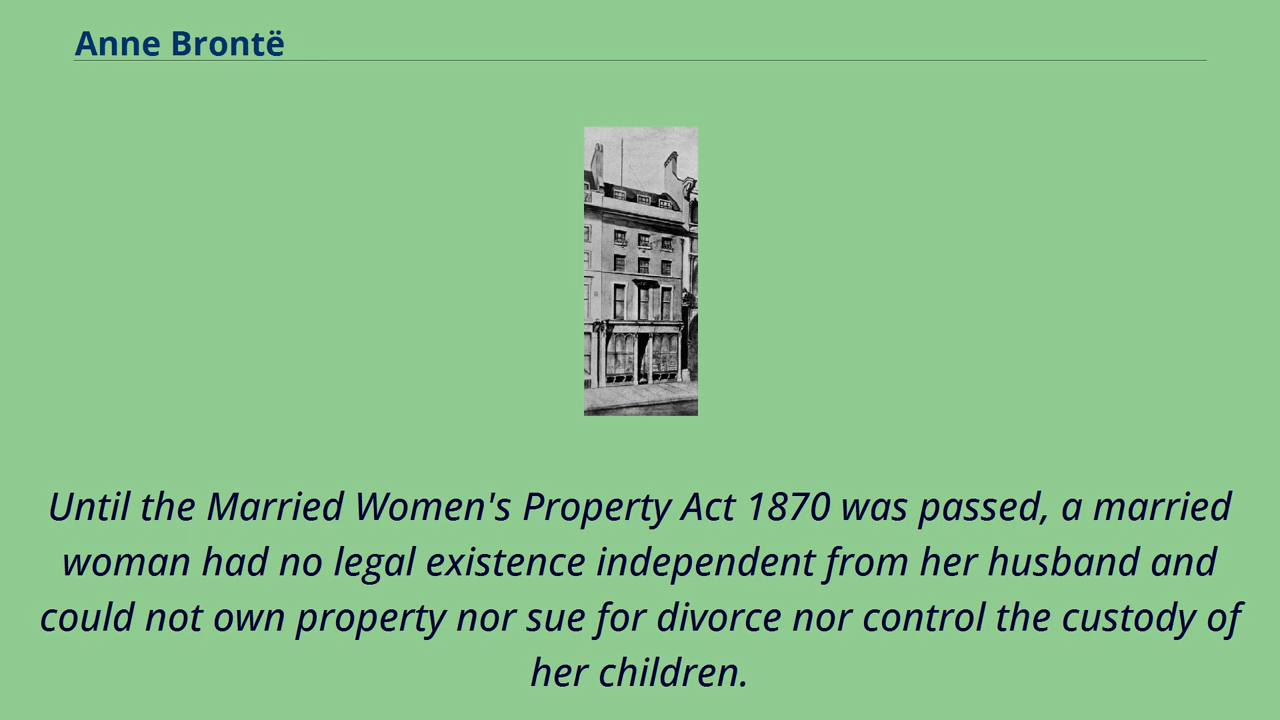 Anne Brontë
Until the Married Women's Property Act 1870 was passed, a married
woman had no legal existence independent from her husband and
could not own property nor sue for divorce nor control the custody of
her children.